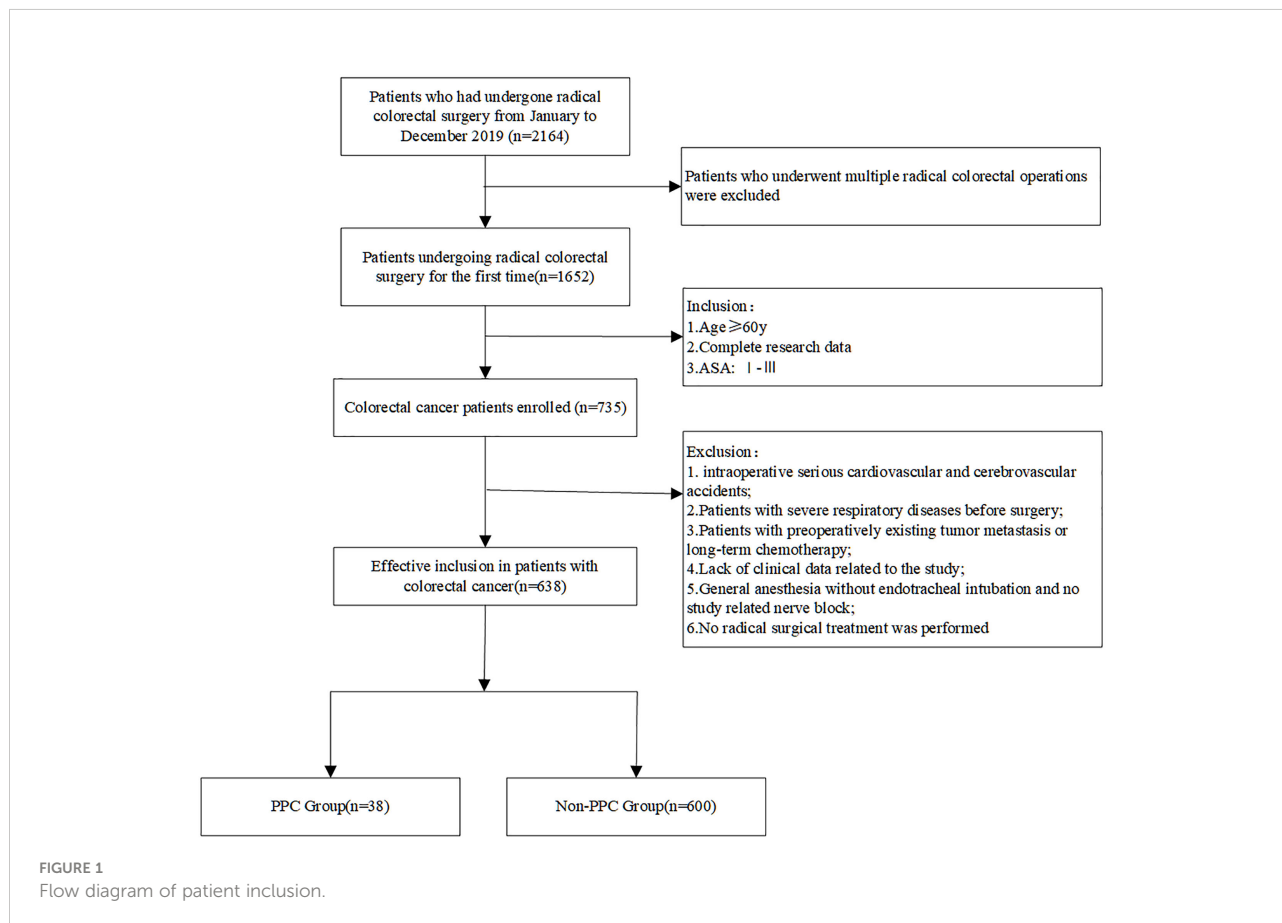 Patients who had undergone radical
colorectal surgery from January to
December 2019 (n=2164)
Patients who underwent multiple radical colorectal operations
were excluded
Patients undergoing radical colorectal
surgery for the first time(n=1652)
Inclusion：
1.Age≥60y
2.Complete research data
3.ASA: Ⅰ-Ⅲ
Colorectal cancer patients enrolled (n=735)
Exclusion：
1. intraoperative serious cardiovascular and cerebrovascular
accidents;
2.Patients with severe respiratory diseases before surgery;
3.Patients with preoperatively existing tumor metastasis or
long-term chemotherapy;
4.Lack of clinical data related to the study;
5.General anesthesia without endotracheal intubation and no
study related nerve block;
6.No radical surgical treatment was performed
Effective inclusion in patients with
colorectal cancer(n=638)
PPC Group(n=38)
Non-PPC Group(n=600)
FIGURE 1
Flow diagram of patient inclusion.